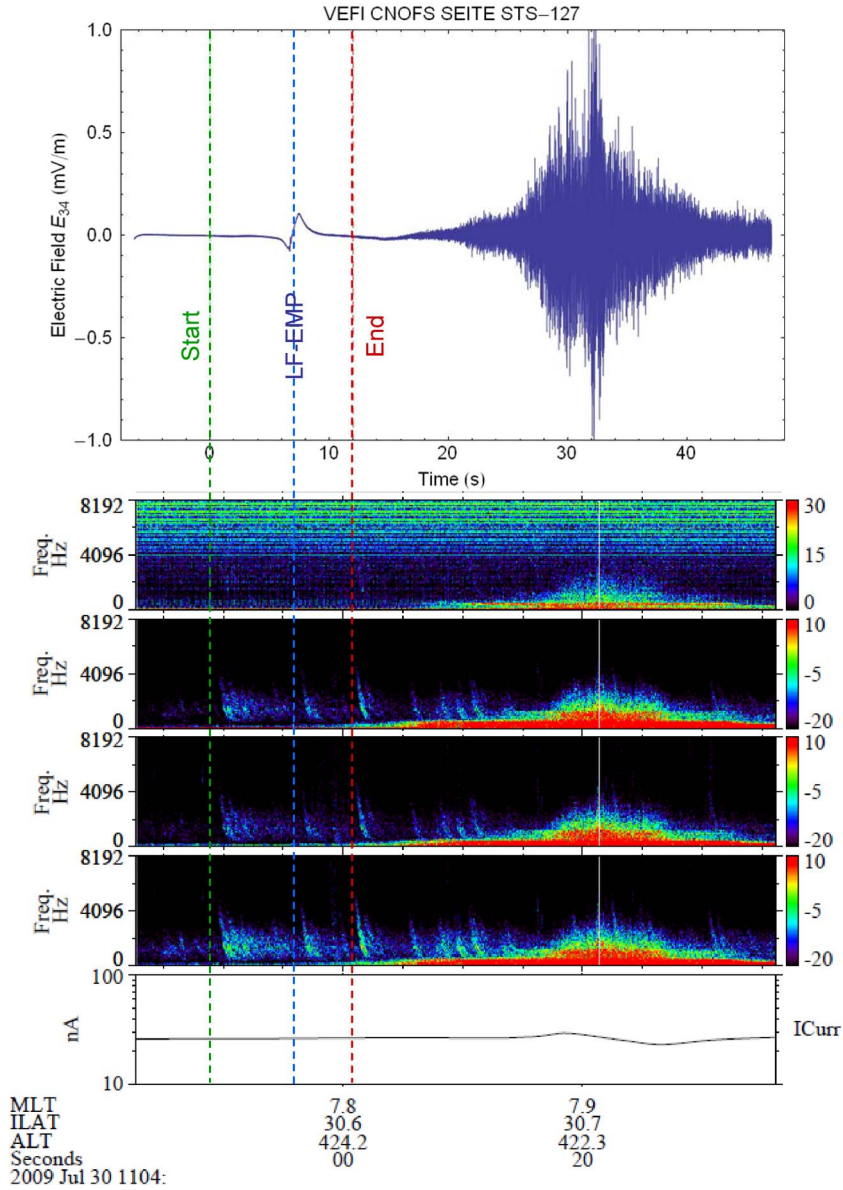 VEFI CNOFS SEITE STS−127
1.0
0.5
0.0
−0.5
−1.0
Electric Field E34 (mV/m)
Start
LF-EMP
End
0
10
20
30
40
Time (s)
8192
4096
0
Freq.
Hz
30
15
0
8192
4096
0
Freq.
Hz
10
-5
-20
8192
4096
0
Freq.
Hz
10
-5
-20
8192
4096
0
Freq.
Hz
10
-5
-20
100
10
nA
ICurr
MLT 7.8 7.9
ILAT 30.6 30.7
ALT 424.2 422.3
Seconds 00 20
2009 Jul 30 1104: